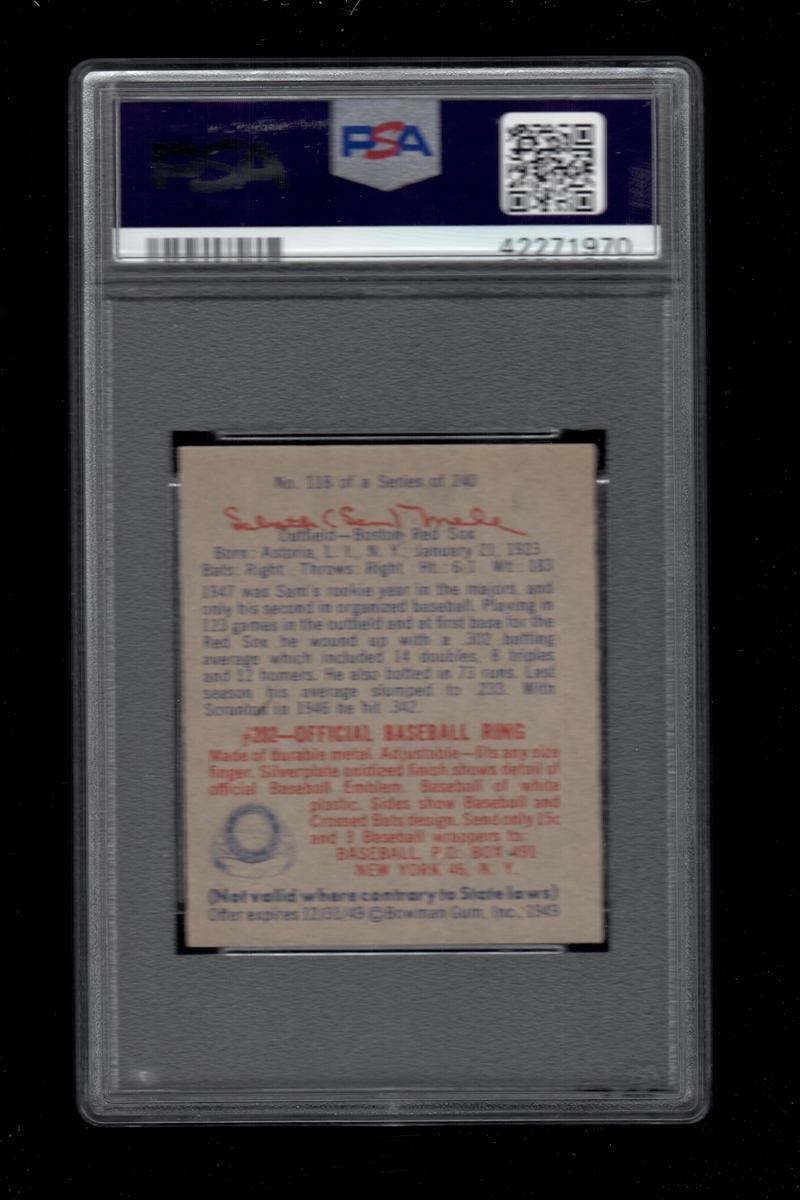 PSA
PSA
42271970
No. 118 of a Series of 240
Sabath (Sam) Mele
Outfield—Boston Red Sox
Born: Astoria, L. I., N. Y., January 21, 1923
Bats: Right Throws: Right Ht.: 6:1 Wt.: 183
1947 was Sam's rookie year in the majors, and
only his second in organized baseball. Playing in
123 games in the outfield and at first base for the
Red Sox he wound up with a .302 batting
average which included 14 doubles, 8 triples
and 12 homers. He also batted in 73 runs. Last
season his average slumped to .233. With
Scranton in 1946 he hit .342.
#202—OFFICIAL BASEBALL RING
Made of durable metal. Adjustable—fits any size
finger. Silverplate oxidized finish shows detail of
official Baseball Emblem. Baseball of white
plastic. Sides show Baseball and
Crossed Bats design. Send only 15c
and 3 Baseball wrappers to:
BASEBALL, P.O. BOX 491
NEW YORK 46, N. Y.
(Not valid where contrary to State laws)
Offer expires 12/31/49 ©Bowman Gum, Inc., 1949